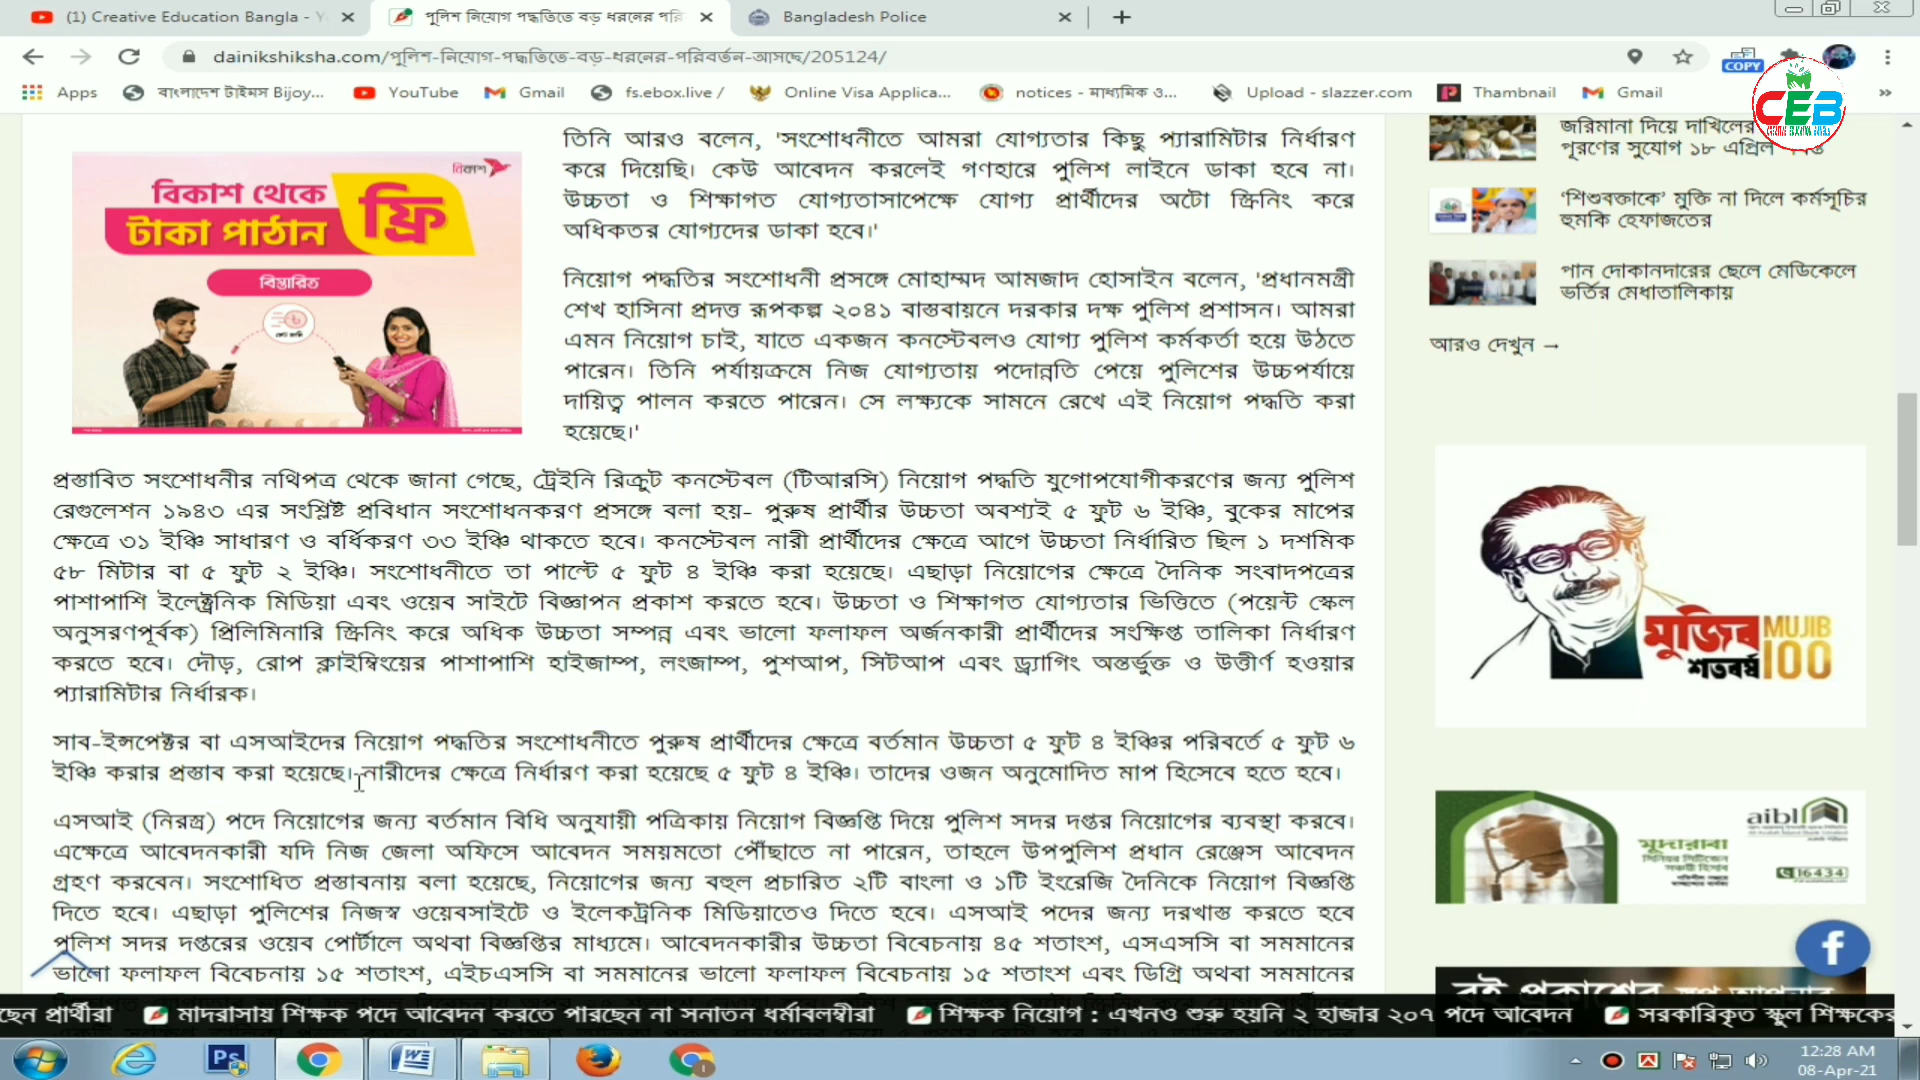 (1) Creative Education Bangla - Y
পুলিশ নিয়োগ পদ্ধতিতে বড় ধরনের পরি
Bangladesh Police
dainikshiksha.com/পুলিশ-নিয়োগ-পদ্ধতিতে-বড়-ধরনের-পরিবর্তন-আসছে/205124/
COPY
Apps
বাংলাদেশ টাইমস Bijoy...
YouTube
Gmail
fs.ebox.live /
Online Visa Applica...
notices - মাধ্যমিক ও...
Upload - slazzer.com
Thumbnail
Gmail
CEB
CREATIVE EDUCATION BANGLA
বিকাশ
বিকাশ থেকে
টাকা পাঠান
ফ্রি
বিস্তারিত
তিনি আরও বলেন, 'সংশোধনীতে আমরা যোগ্যতার কিছু প্যারামিটার নির্ধারণ
করে দিয়েছি। কেউ আবেদন করলেই গণহারে পুলিশ লাইনে ডাকা হবে না।
উচ্চতা ও শিক্ষাগত যোগ্যতাসাপেক্ষে যোগ্য প্রার্থীদের অটো স্ক্রিনিং করে
অধিকতর যোগ্যদের ডাকা হবে।'
নিয়োগ পদ্ধতির সংশোধনী প্রসঙ্গে মোহাম্মদ আমজাদ হোসাইন বলেন, 'প্রধানমন্ত্রী
শেখ হাসিনা প্রদত্ত রূপকল্প ২০৪১ বাস্তবায়নে দরকার দক্ষ পুলিশ প্রশাসন। আমরা
এমন নিয়োগ চাই, যাতে একজন কনস্টেবলও যোগ্য পুলিশ কর্মকর্তা হয়ে উঠতে
পারেন। তিনি পর্যায়ক্রমে নিজ যোগ্যতায় পদোন্নতি পেয়ে পুলিশের উচ্চপর্যায়ে
দায়িত্ব পালন করতে পারেন। সে লক্ষ্যকে সামনে রেখে এই নিয়োগ পদ্ধতি করা
হয়েছে।'
প্রস্তাবিত সংশোধনীর নথিপত্র থেকে জানা গেছে, ট্রেইনি রিক্রুট কনস্টেবল (টিআরসি) নিয়োগ পদ্ধতি যুগোপযোগীকরণের জন্য পুলিশ
রেগুলেশন ১৯৪৩ এর সংশ্লিষ্ট প্রবিধান সংশোধনকরণ প্রসঙ্গে বলা হয়- পুরুষ প্রার্থীর উচ্চতা অবশ্যই ৫ ফুট ৬ ইঞ্চি, বুকের মাপের
ক্ষেত্রে ৩১ ইঞ্চি সাধারণ ও বর্ধিকরণ ৩৩ ইঞ্চি থাকতে হবে। কনস্টেবল নারী প্রার্থীদের ক্ষেত্রে আগে উচ্চতা নির্ধারিত ছিল ১ দশমিক
৫৮ মিটার বা ৫ ফুট ২ ইঞ্চি। সংশোধনীতে তা পাল্টে ৫ ফুট ৪ ইঞ্চি করা হয়েছে। এছাড়া নিয়োগের ক্ষেত্রে দৈনিক সংবাদপত্রের
পাশাপাশি ইলেক্ট্রনিক মিডিয়া এবং ওয়েব সাইটে বিজ্ঞাপন প্রকাশ করতে হবে। উচ্চতা ও শিক্ষাগত যোগ্যতার ভিত্তিতে (পয়েন্ট স্কেল
অনুসরণপূর্বক) প্রিলিমিনারি স্ক্রিনিং করে অধিক উচ্চতা সম্পন্ন এবং ভালো ফলাফল অর্জনকারী প্রার্থীদের সংক্ষিপ্ত তালিকা নির্ধারণ
করতে হবে। দৌড়, রোপ ক্লাইম্বিংয়ের পাশাপাশি হাইজাম্প, লংজাম্প, পুশআপ, সিটআপ এবং ড্র্যাগিং অন্তর্ভুক্ত ও উত্তীর্ণ হওয়ার
প্যারামিটার নির্ধারক।
সাব-ইন্সপেক্টর বা এসআইদের নিয়োগ পদ্ধতির সংশোধনীতে পুরুষ প্রার্থীদের ক্ষেত্রে বর্তমান উচ্চতা ৫ ফুট ৪ ইঞ্চির পরিবর্তে ৫ ফুট ৬
ইঞ্চি করার প্রস্তাব করা হয়েছে। নারীদের ক্ষেত্রে নির্ধারণ করা হয়েছে ৫ ফুট ৪ ইঞ্চি। তাদের ওজন অনুমোদিত মাপ হিসেবে হতে হবে।
এসআই (নিরস্ত্র) পদে নিয়োগের জন্য বর্তমান বিধি অনুযায়ী পত্রিকায় নিয়োগ বিজ্ঞপ্তি দিয়ে পুলিশ সদর দপ্তর নিয়োগের ব্যবস্থা করবে।
এক্ষেত্রে আবেদনকারী যদি নিজ জেলা অফিসে আবেদন সময়মতো পৌঁছাতে না পারেন, তাহলে উপপুলিশ প্রধান রেঞ্জেস আবেদন
গ্রহণ করবেন। সংশোধিত প্রস্তাবনায় বলা হয়েছে, নিয়োগের জন্য বহুল প্রচারিত ২টি বাংলা ও ১টি ইংরেজি দৈনিকে নিয়োগ বিজ্ঞপ্তি
দিতে হবে। এছাড়া পুলিশের নিজস্ব ওয়েবসাইটে ও ইলেকট্রনিক মিডিয়াতেও দিতে হবে। এসআই পদের জন্য দরখাস্ত করতে হবে
পুলিশ সদর দপ্তরের ওয়েব পোর্টালে অথবা বিজ্ঞপ্তির মাধ্যমে। আবেদনকারীর উচ্চতা বিবেচনায় ৪৫ শতাংশ, এসএসসি বা সমমানের
ভালো ফলাফল বিবেচনায় ১৫ শতাংশ, এইচএসসি বা সমমানের ভালো ফলাফল বিবেচনায় ১৫ শতাংশ এবং ডিগ্রি অথবা সমমানের
জরিমানা দিয়ে দাখিলের
পূরণের সুযোগ ১৮ এপ্রিল
‘শিশুবক্তাকে’ মুক্তি না দিলে কর্মসূচির
হুমকি হেফাজতের
পান দোকানদারের ছেলে মেডিকেলে
ভর্তির মেধাতালিকায়
আরও দেখুন →
মুজিব MUJIB
শতবর্ষ 100
aibl
মুদারাবা
সিনিয়র সিটিজেন
16434
f
বই প্রকাশের
ছেন প্রার্থীরা
মাদরাসায় শিক্ষক পদে আবেদন করতে পারছেন না সনাতন ধর্মাবলম্বীরা
শিক্ষক নিয়োগ : এখনও শুরু হয়নি ২ হাজার ২০৭ পদে আবেদন
সরকারিকৃত স্কুল শিক্ষকের
Ps
12:28 AM
08-Apr-21